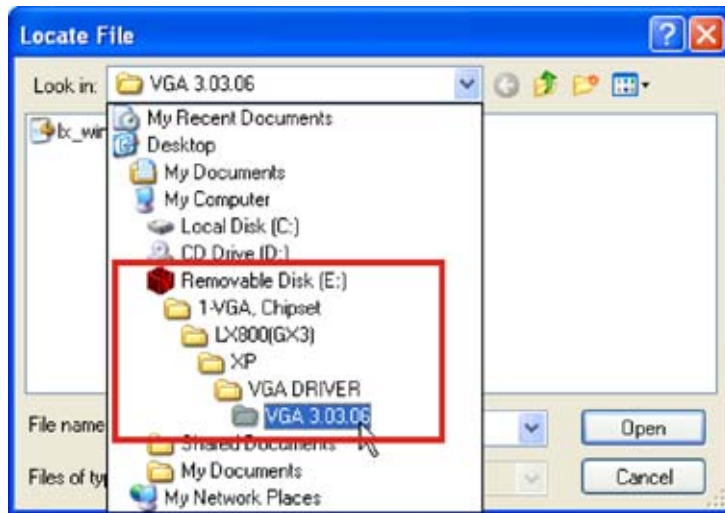 Locate File
Look in: VGA 3.03.06
My Recent Documents
lx_win
Desktop
My Documents
My Computer
Local Disk (C:)
CD Drive (D:)
Removable Disk (E:)
1-VGA, Chipset
LX800(GX3)
XP
VGA DRIVER
VGA 3.03.06
File name
Open
Shared Documents
My Documents
Files of ty
Cancel
My Network Places